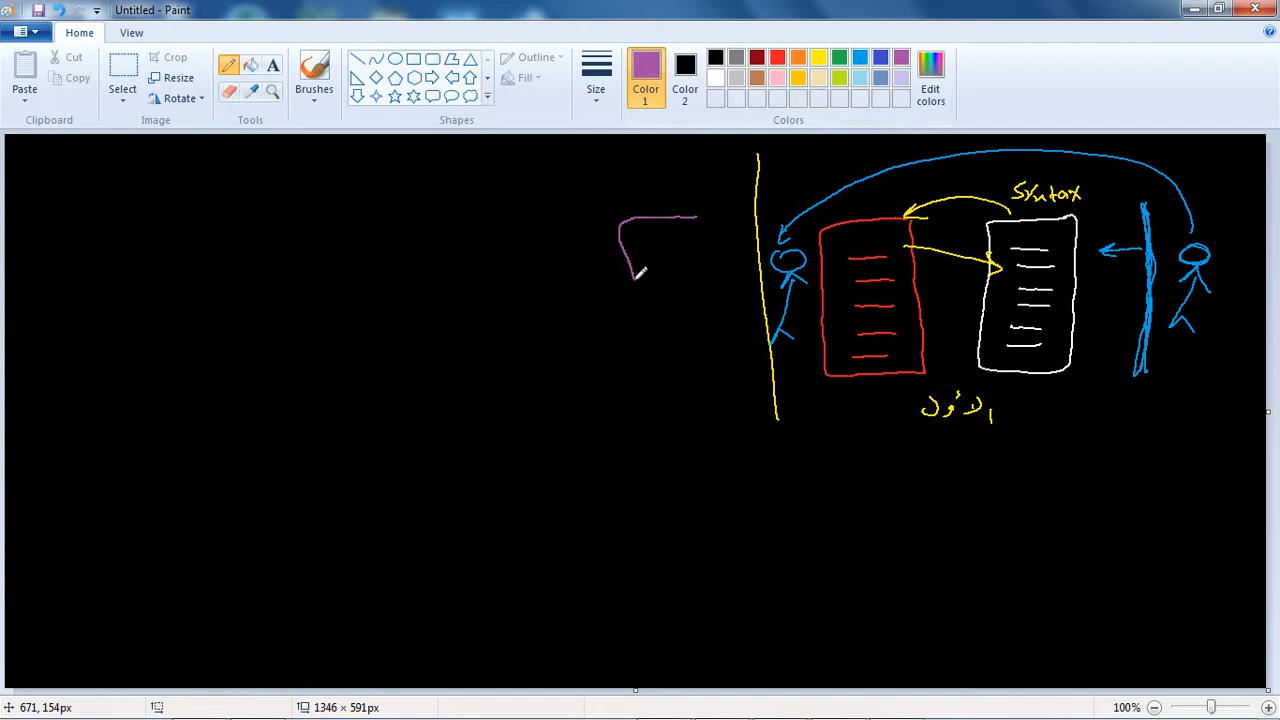 Untitled - Paint
Home
View
Paste
Cut
Copy
Clipboard
Select
Crop
Resize
Rotate
Image
Tools
Brushes
Shapes
Outline
Fill
Size
Color 1
Color 2
Edit colors
Colors
Syntax
الأول
671, 154px
1346 × 591px
100%